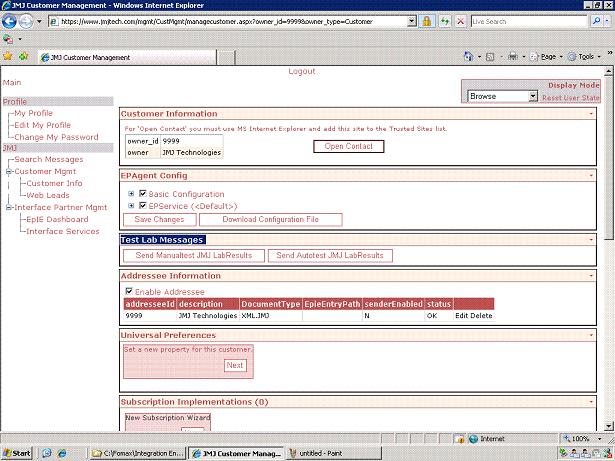 JMJ Customer Management - Windows Internet Explorer
https://www.jmjtech.com/mgmt/CustMgmt/managecustomer.aspx?owner_id=9999&owner_type=Customer
Live Search
JMJ Customer Management
Page
Tools
Logout
Main
Display Mode
Browse
Reset User State
Profile
My Profile
Edit My Profile
Change My Password
JMJ
Search Messages
Customer Mgmt
Customer Info
Web Leads
Interface Partner Mgmt
EpIE Dashboard
Interface Services
Customer Information
For 'Open Contact' you must use MS Internet Explorer and add this site to the Trusted Sites list.
owner_id 9999
owner JMJ Technologies
Open Contact
EPAgent Config
Basic Configuration
EPService (<Default>)
Save Changes
Download Configuration File
Test Lab Messages
Send Manualtest JMJ LabResults
Send Autotest JMJ LabResults
Addressee Information
Enable Addressee
addresseeId description DocumentType EpieEntryPath senderEnabled status
9999 JMJ Technologies XML.JMJ N OK Edit Delete
Universal Preferences
Set a new property for this customer.
Next
Subscription Implementations (0)
New Subscription Wizard
Internet
100%
Start
C:\Fomax\Integration En...
JMJ Customer Manag...
untitled - Paint